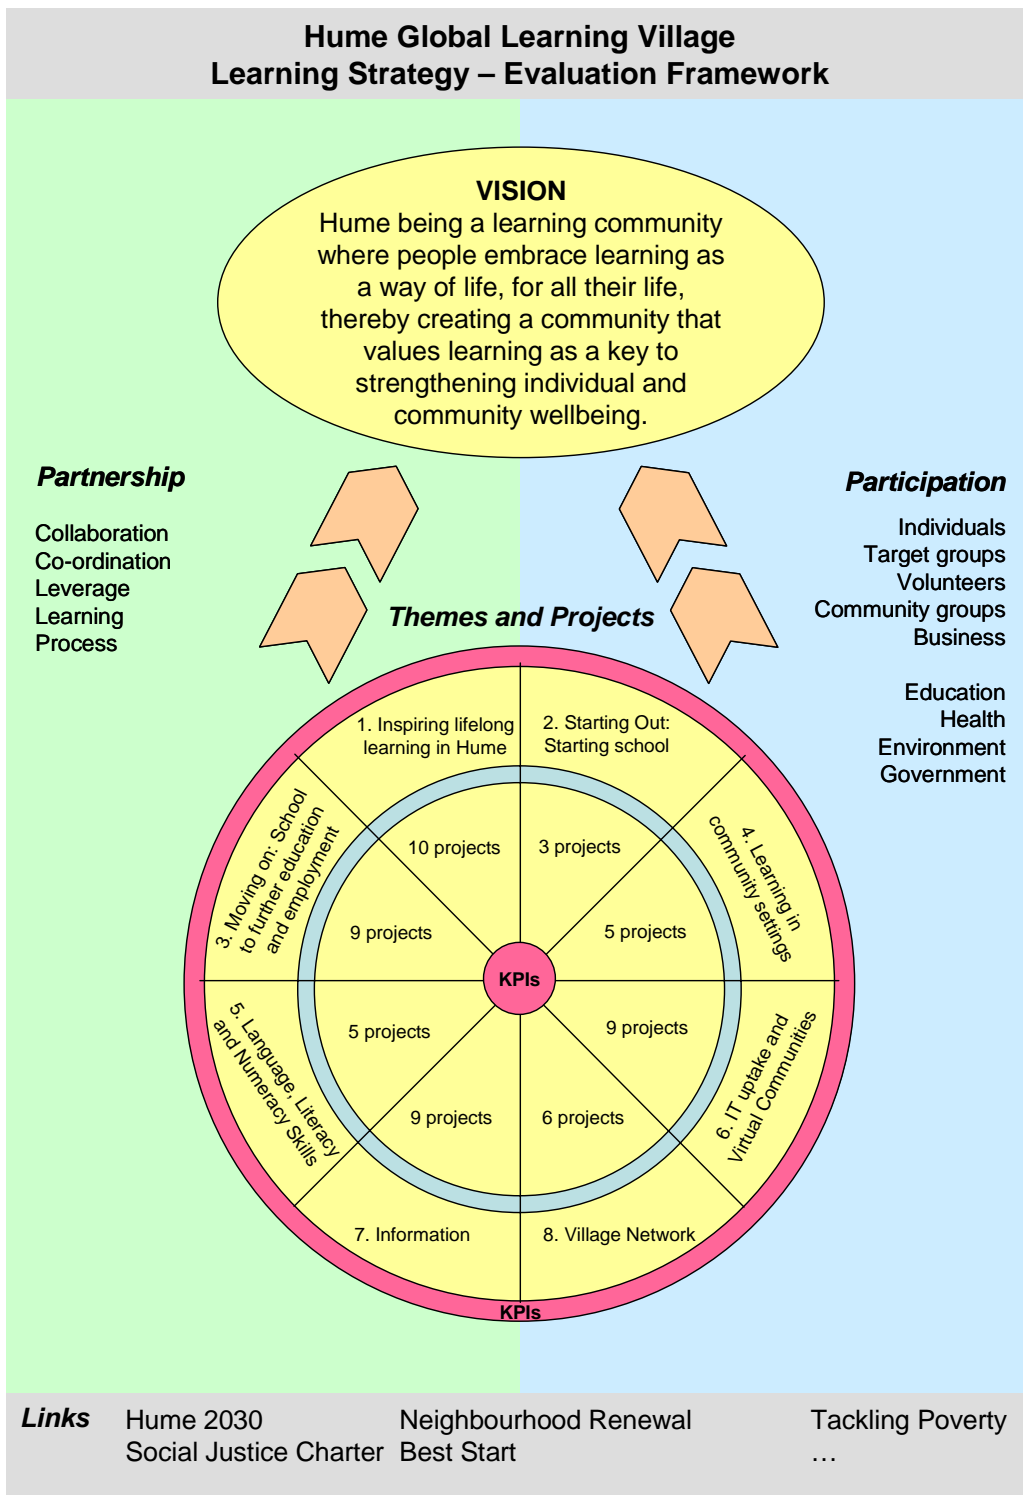 Hume Global Learning Village
Learning Strategy – Evaluation Framework
VISION
Hume being a learning community
where people embrace learning as
a way of life, for all their life,
thereby creating a community that
values learning as a key to
strengthening individual and
community wellbeing.
Partnership
Collaboration
Co-ordination
Leverage
Learning
Process
Participation
Individuals
Target groups
Volunteers
Community groups
Business
Education
Health
Environment
Government
Themes and Projects
1. Inspiring lifelong
learning in Hume
2. Starting Out:
Starting school
3. Moving on: School
to further education
and employment
4. Learning in
community settings
10 projects
3 projects
9 projects
5 projects
KPIs
5 projects
9 projects
9 projects
6 projects
5. Language, Literacy
and Numeracy Skills
6. IT uptake and
Virtual Communities
7. Information
8. Village Network
KPIs
Links
Hume 2030
Neighbourhood Renewal
Tackling Poverty
Social Justice Charter
Best Start
…